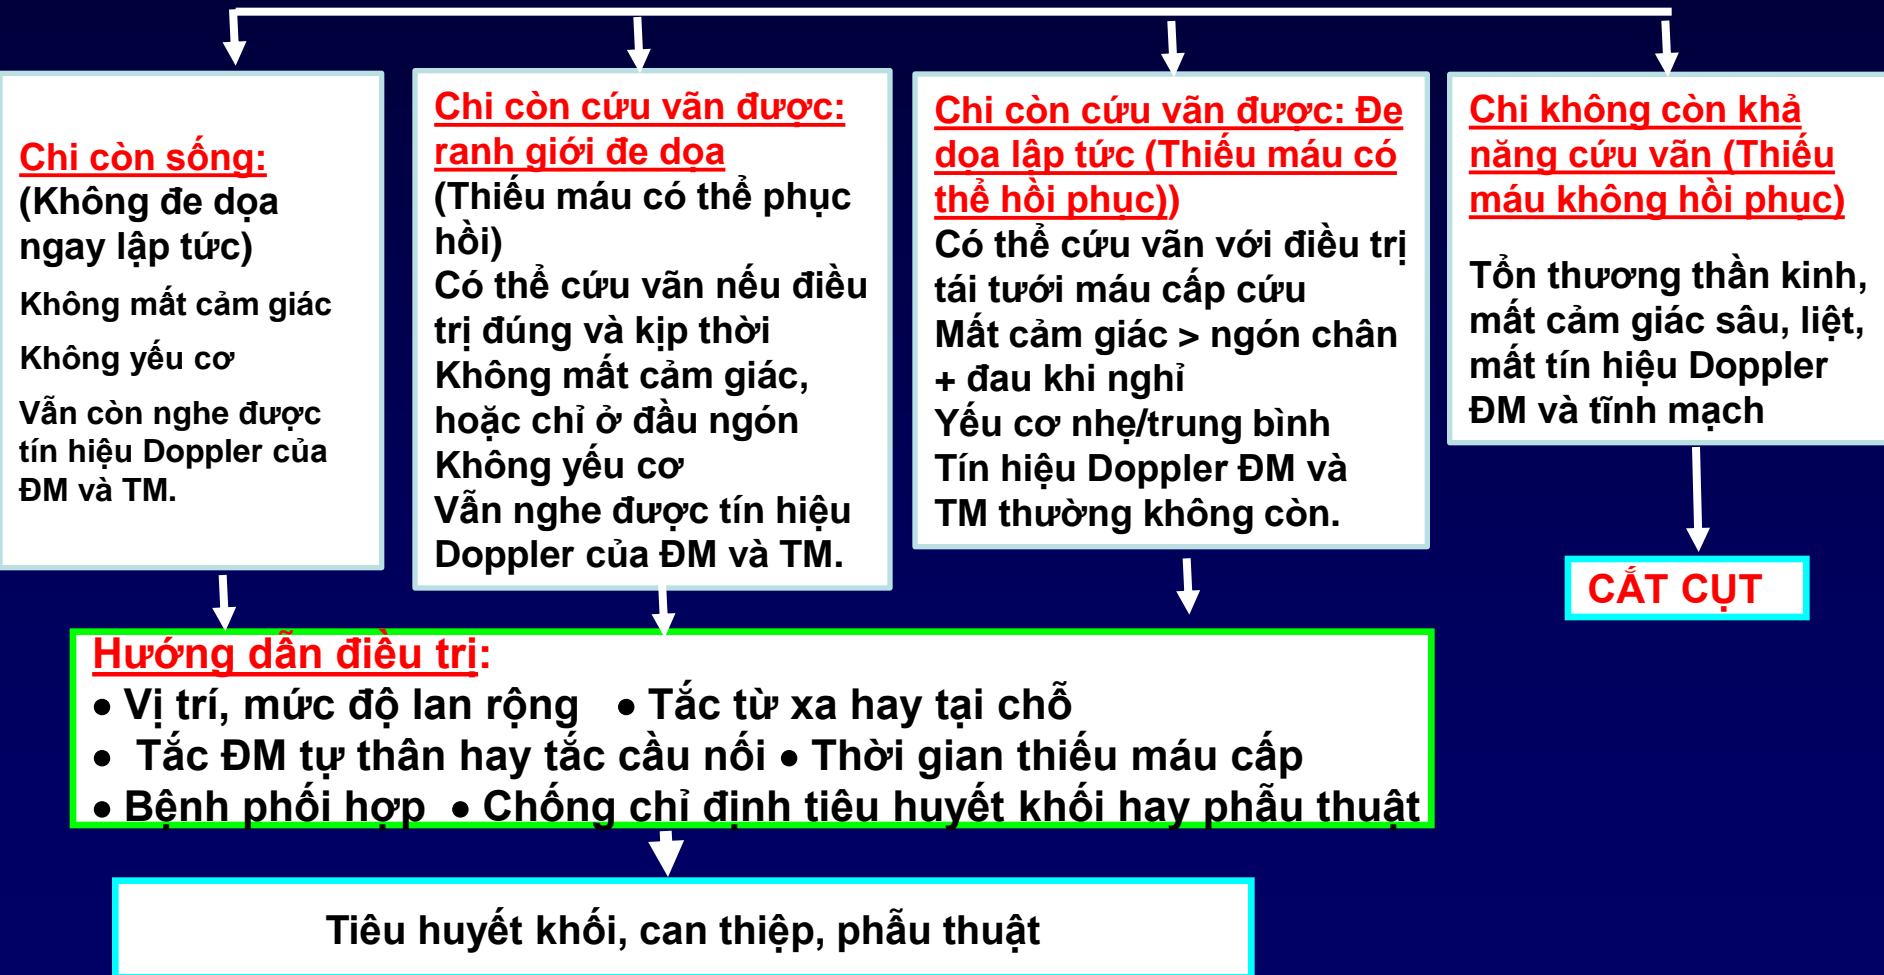 Chi còn sống:
(Không đe dọa
ngay lập tức)
Không mất cảm giác
Không yếu cơ
Vẫn còn nghe được
tín hiệu Doppler của
ĐM và TM.
Chi còn cứu vãn được:
ranh giới đe dọa
(Thiếu máu có thể phục
hồi)
Có thể cứu vãn nếu điều
trị đúng và kịp thời
Không mất cảm giác,
hoặc chỉ ở đầu ngón
Không yếu cơ
Vẫn nghe được tín hiệu
Doppler của ĐM và TM.
Chi còn cứu vãn được: Đe
dọa lập tức (Thiếu máu có
thể hồi phục))
Có thể cứu vãn với điều trị
tái tưới máu cấp cứu
Mất cảm giác > ngón chân
+ đau khi nghỉ
Yếu cơ nhẹ/trung bình
Tín hiệu Doppler ĐM và
TM thường không còn.
Chi không còn khả
năng cứu vãn (Thiếu
máu không hồi phục)
Tổn thương thần kinh,
mất cảm giác sâu, liệt,
mất tín hiệu Doppler
ĐM và tĩnh mạch
CẮT CỤT
Hướng dẫn điều trị:
• Vị trí, mức độ lan rộng • Tắc từ xa hay tại chỗ
• Tắc ĐM tự thân hay tắc cầu nối • Thời gian thiếu máu cấp
• Bệnh phối hợp • Chống chỉ định tiêu huyết khối hay phẫu thuật
Tiêu huyết khối, can thiệp, phẫu thuật